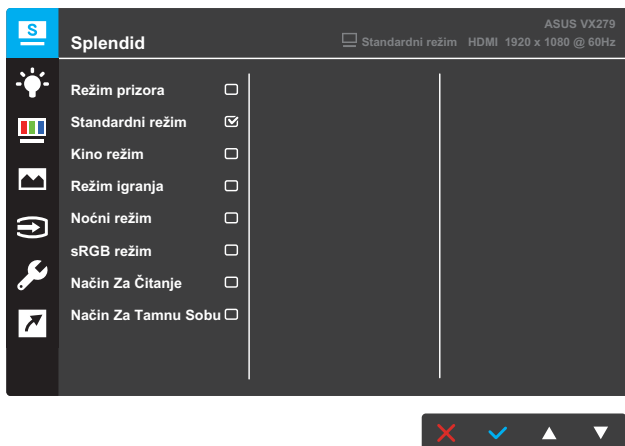 S
ASUS VX279
Splendid
Standardni režim HDMI 1920 x 1080 @ 60Hz
Režim prizora
Standardni režim
Kino režim
Režim igranja
Noćni režim
sRGB režim
Način Za Čitanje
Način Za Tamnu Sobu